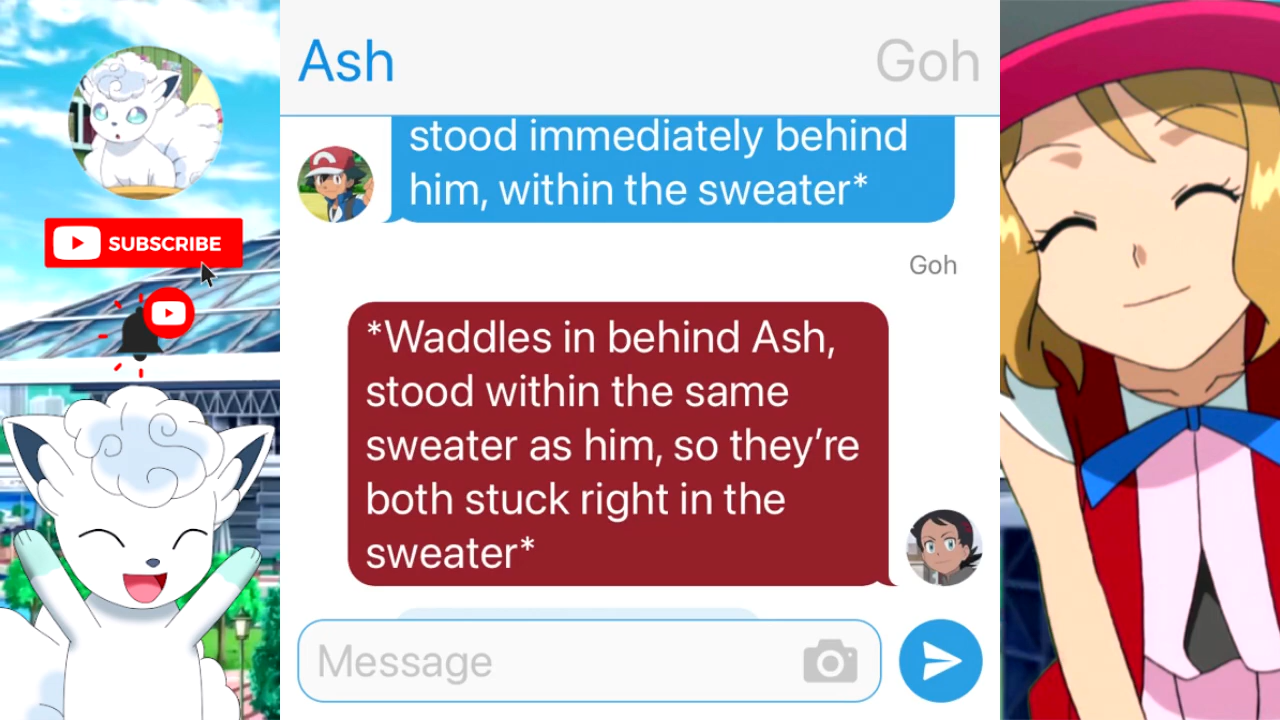 Ash
Goh
stood immediately behind
him, within the sweater*
SUBSCRIBE
Goh
*Waddles in behind Ash,
stood within the same
sweater as him, so they’re
both stuck right in the
sweater*
Message